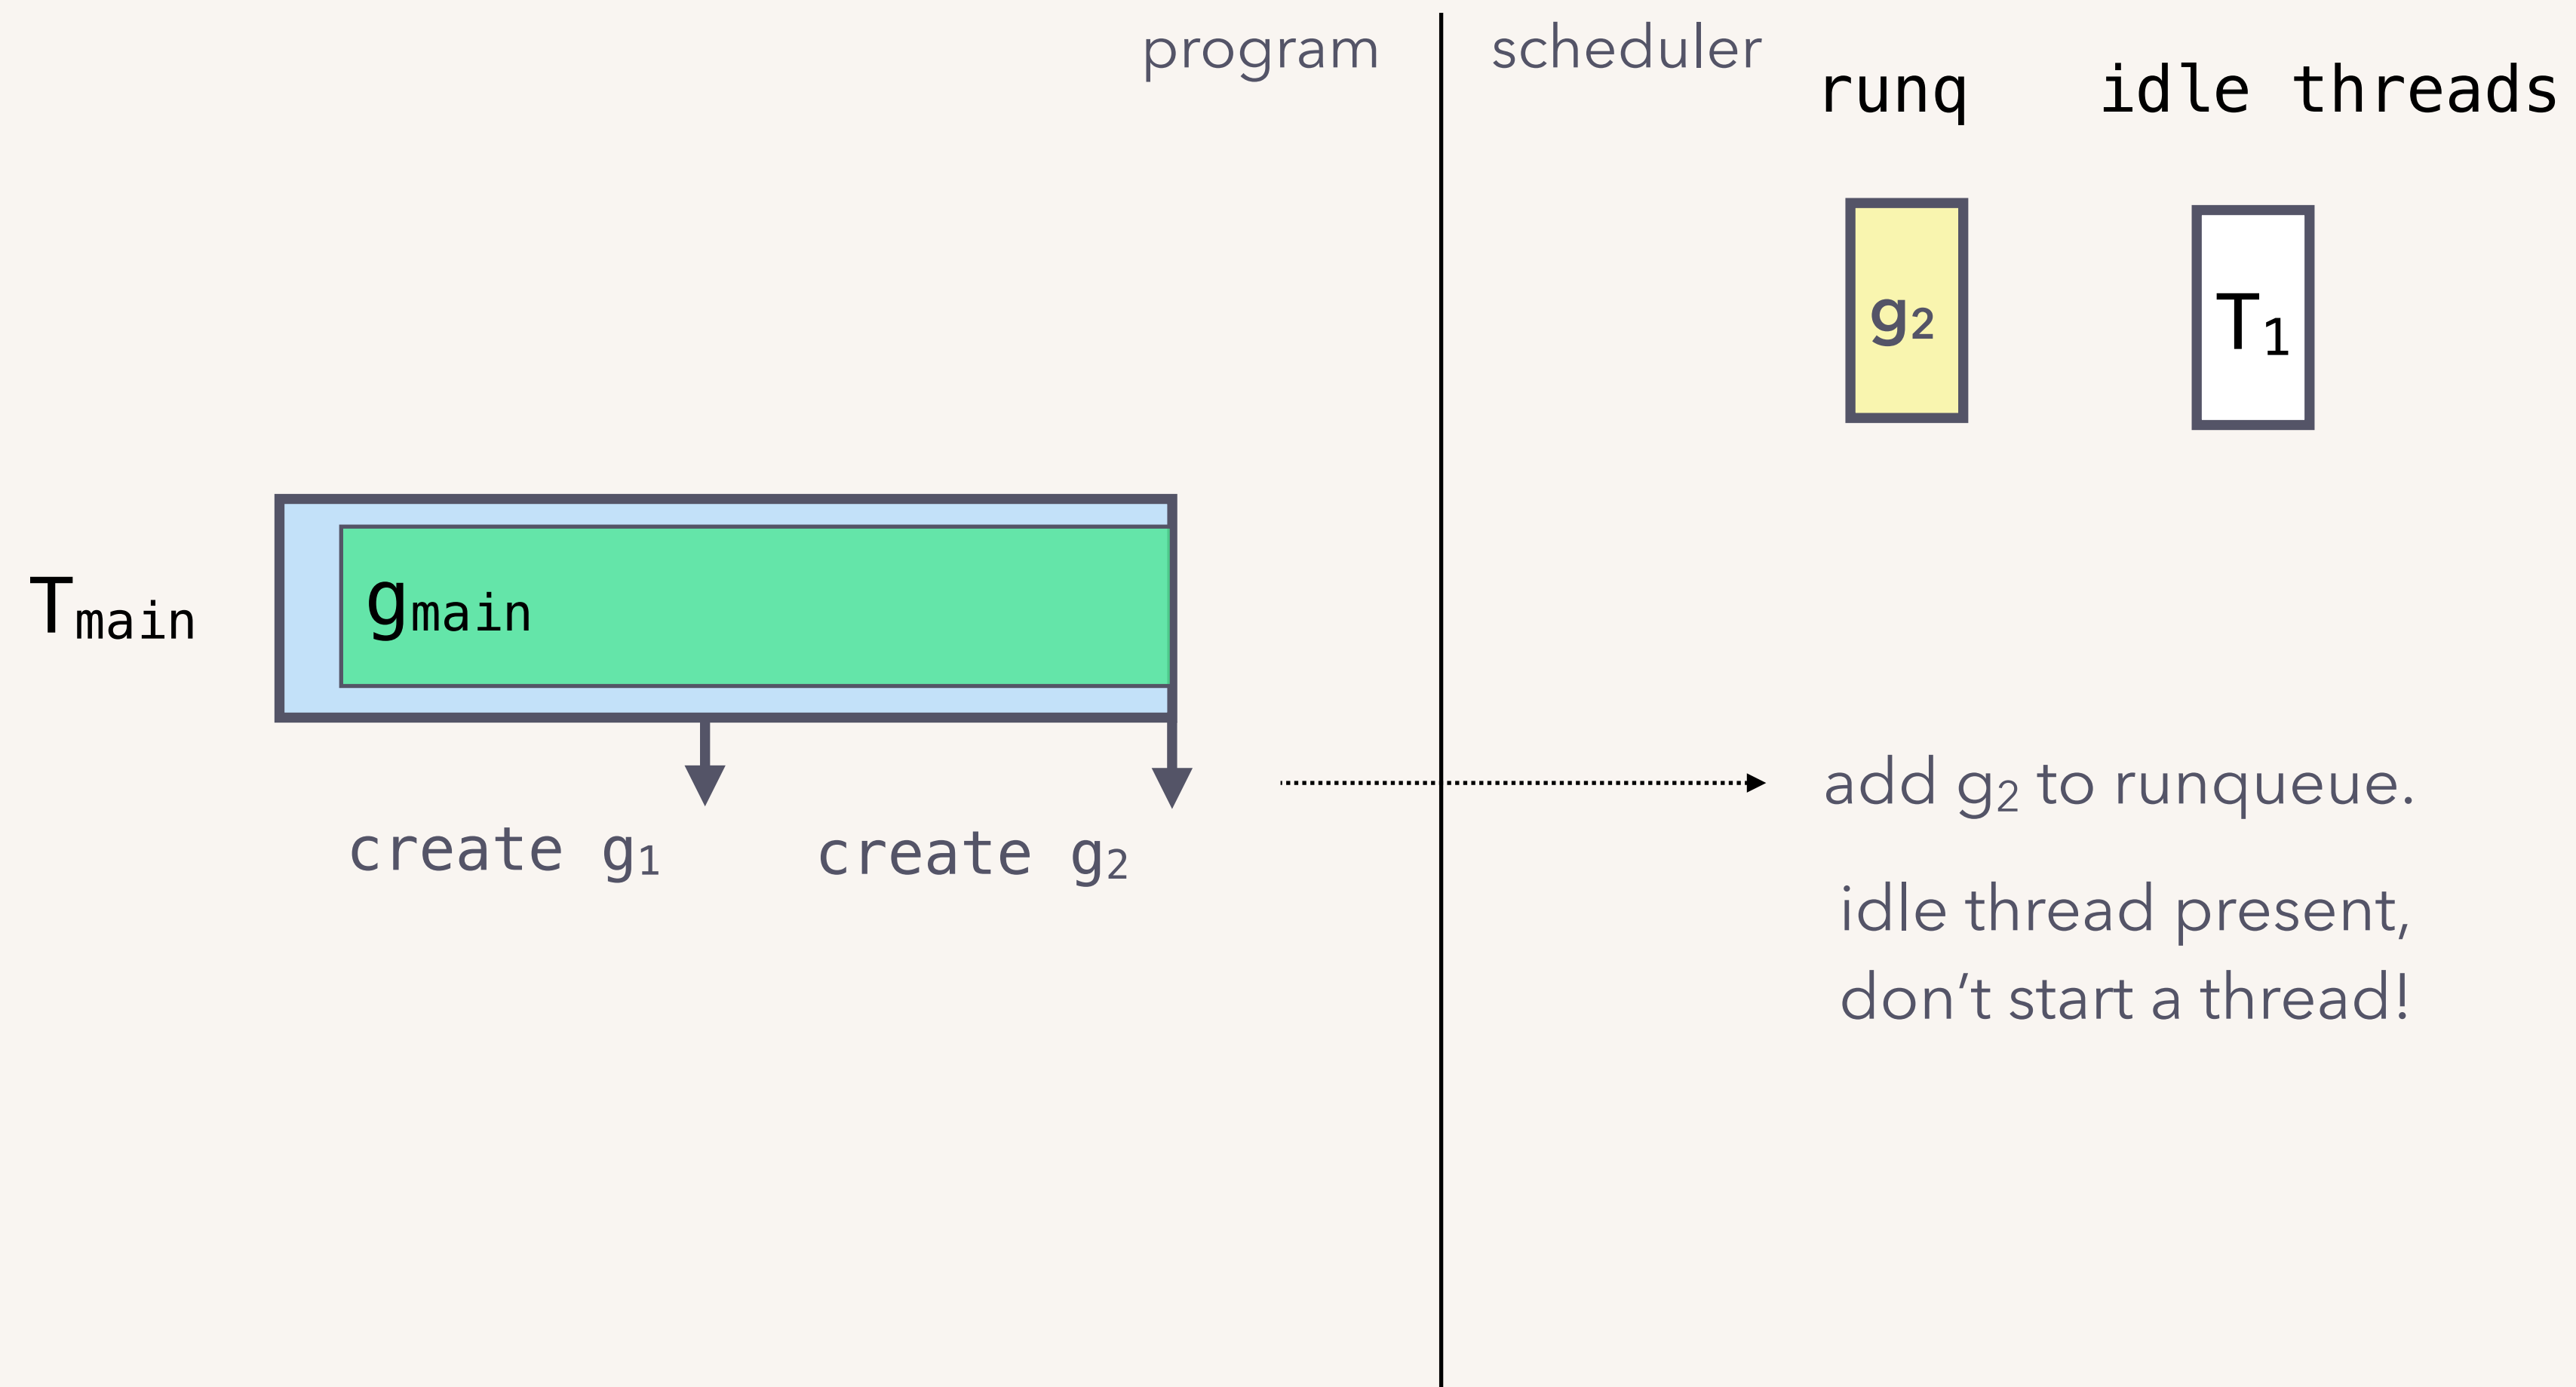 program
scheduler
runq
idle threads
g₂
T₁
Tmain
gmain
create g₁
create g₂
add g₂ to runqueue.
idle thread present,
don’t start a thread!